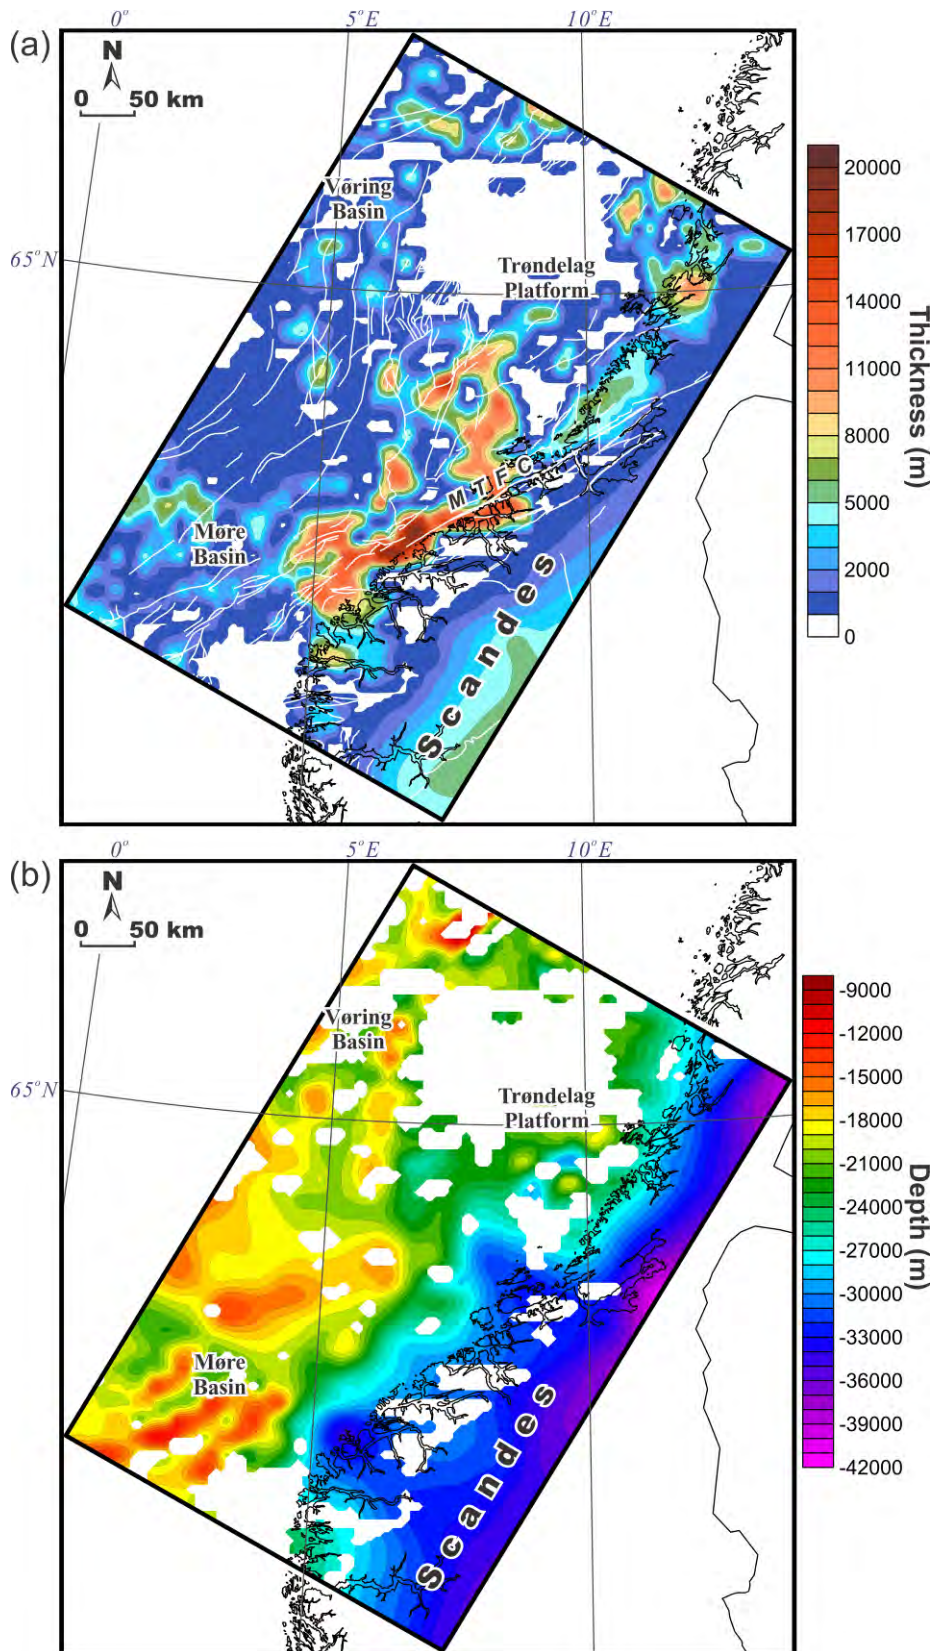 (a)
0° 5°E 10°E
N
0 50 km
Vøring
Basin
65°N
Trøndelag
Platform
M T F C
Møre
Basin
Scandes
20000
17000
14000
11000
8000
5000
2000
0
Thickness (m)
(b)
0° 5°E 10°E
N
0 50 km
Vøring
Basin
65°N
Trøndelag
Platform
Møre
Basin
Scandes
-9000
-12000
-15000
-18000
-21000
-24000
-27000
-30000
-33000
-36000
-39000
-42000
Depth (m)